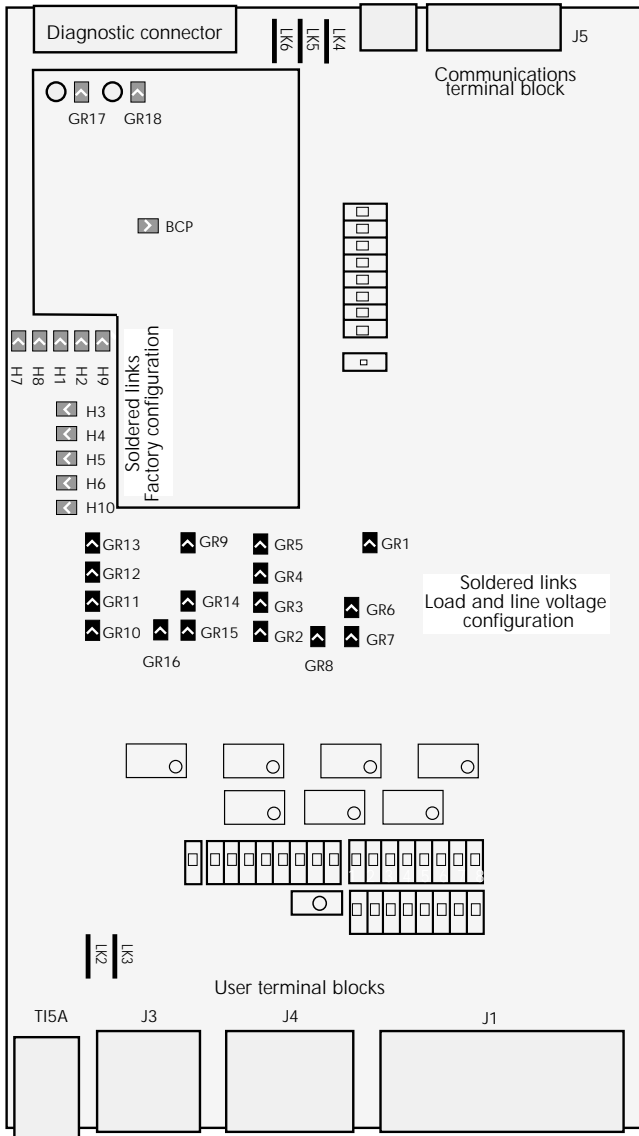 Diagnostic connector
LK6
LK5
LK4
J5
Communications
terminal block
GR17
GR18
BCP
H7
H8
H1
H2
H9
Soldered links
Factory configuration
H3
H4
H5
H6
H10
GR13
GR9
GR5
GR1
GR12
GR4
GR11
GR14
GR3
GR6
GR10
GR15
GR2
GR7
GR16
GR8
Soldered links
Load and line voltage
configuration
LK2
LK3
User terminal blocks
TI5A
J3
J4
J1